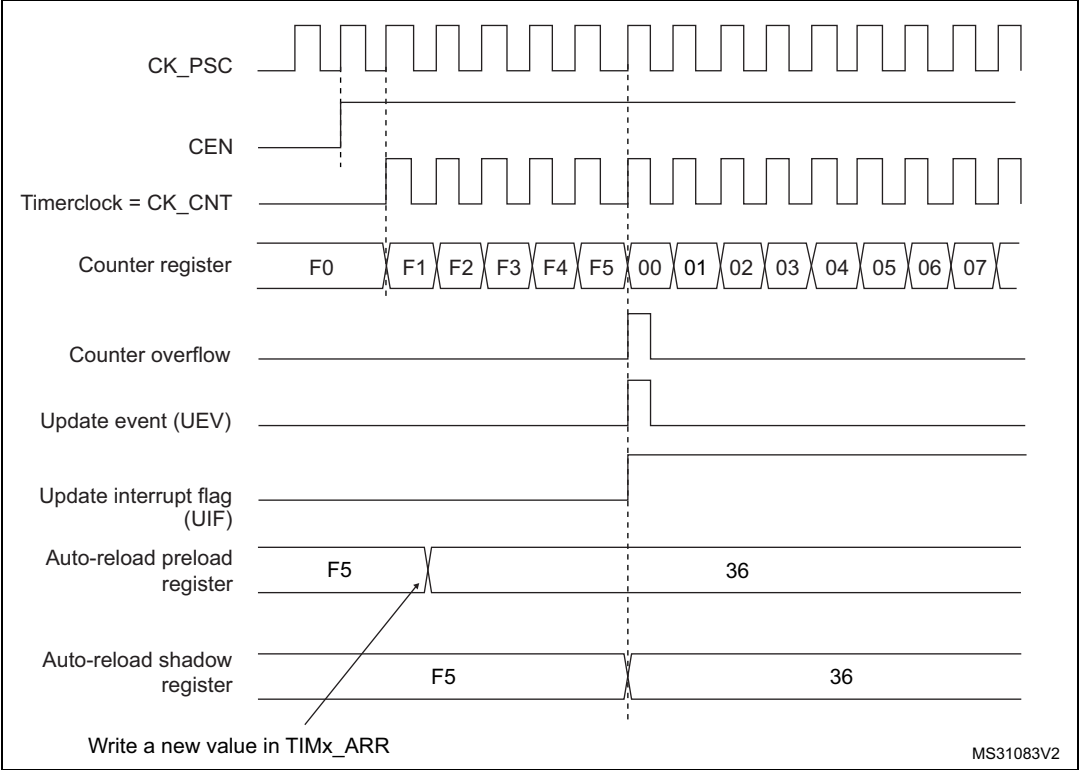 CK_PSC
CEN
Timerclock = CK_CNT
Counter register F0 F1 F2 F3 F4 F5 00 01 02 03 04 05 06 07
Counter overflow
Update event (UEV)
Update interrupt flag
(UIF)
Auto-reload preload
register
F5 36
Auto-reload shadow
register
F5 36
Write a new value in TIMx_ARR
MS31083V2